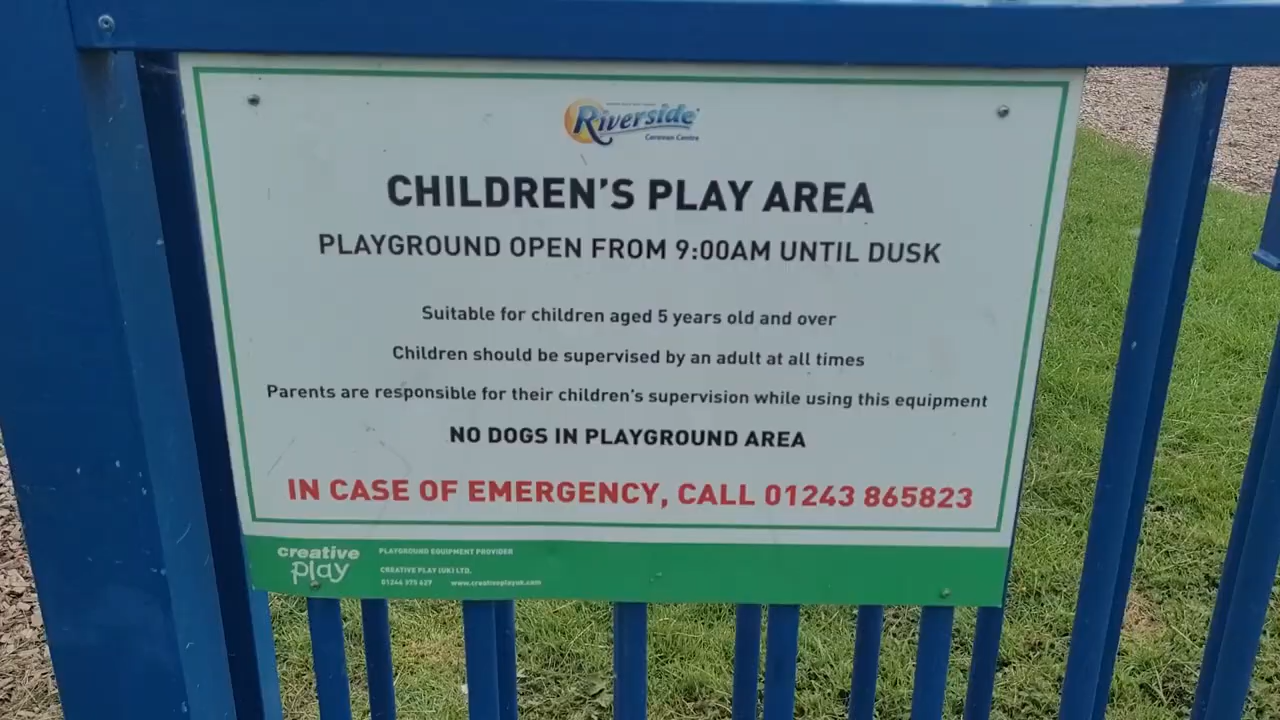 Riverside
Caravan Centre
CHILDREN'S PLAY AREA
PLAYGROUND OPEN FROM 9:00AM UNTIL DUSK
Suitable for children aged 5 years old and over
Children should be supervised by an adult at all times
Parents are responsible for their children's supervision while using this equipment
NO DOGS IN PLAYGROUND AREA
IN CASE OF EMERGENCY, CALL 01243 865823
creative play
PLAYGROUND EQUIPMENT PROVIDER
CREATIVE PLAY (UK) LTD.
01244 375 627 www.creativeplayuk.com